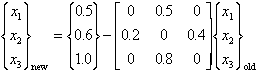 {x₁ x₂ x₃}new = {0.5 0.6 1.0} − [0 0.5 0 0.2 0 0.4 0 0.8 0] {x₁ x₂ x₃}old